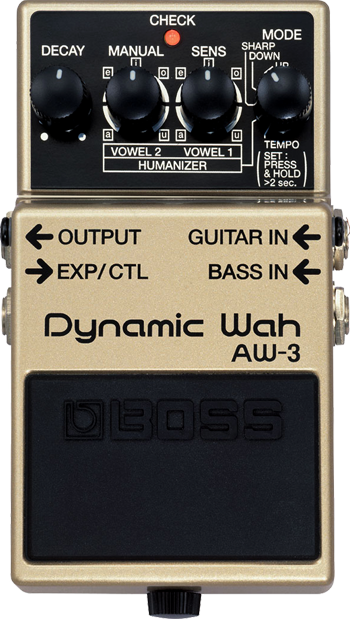 CHECK
DECAY
MANUAL
SENS
MODE
SHARP
DOWN
UP
e i o
e i o
a u
a u
VOWEL 2
VOWEL 1
HUMANIZER
TEMPO
SET :
PRESS
& HOLD
>2 sec.
OUTPUT
GUITAR IN
EXP/CTL
BASS IN
Dynamic Wah
AW-3
BOSS